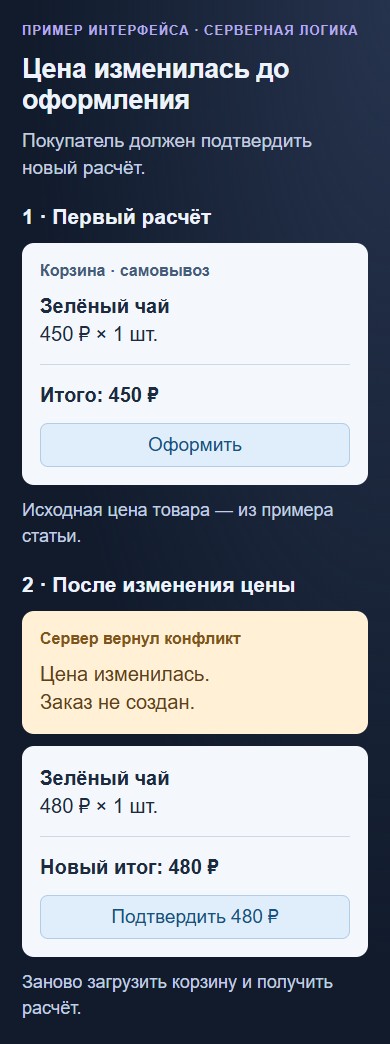 ПРИМЕР ИНТЕРФЕЙСА · СЕРВЕРНАЯ ЛОГИКА
Цена изменилась до
оформления
Покупатель должен подтвердить
новый расчёт.
1 · Первый расчёт
Корзина · самовывоз
Зелёный чай
450 ₽ × 1 шт.
Итого: 450 ₽
Оформить
Исходная цена товара — из примера
статьи.
2 · После изменения цены
Сервер вернул конфликт
Цена изменилась.
Заказ не создан.
Зелёный чай
480 ₽ × 1 шт.
Новый итог: 480 ₽
Подтвердить 480 ₽
Заново загрузить корзину и получить
расчёт.